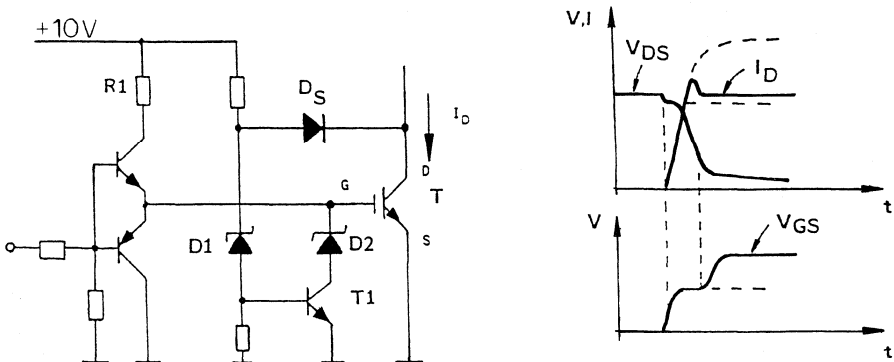 +10V
R1
D_S
I_D
G
D
T
S
D1
D2
T1
V,I
V_DS
I_D
t
V
V_GS
t